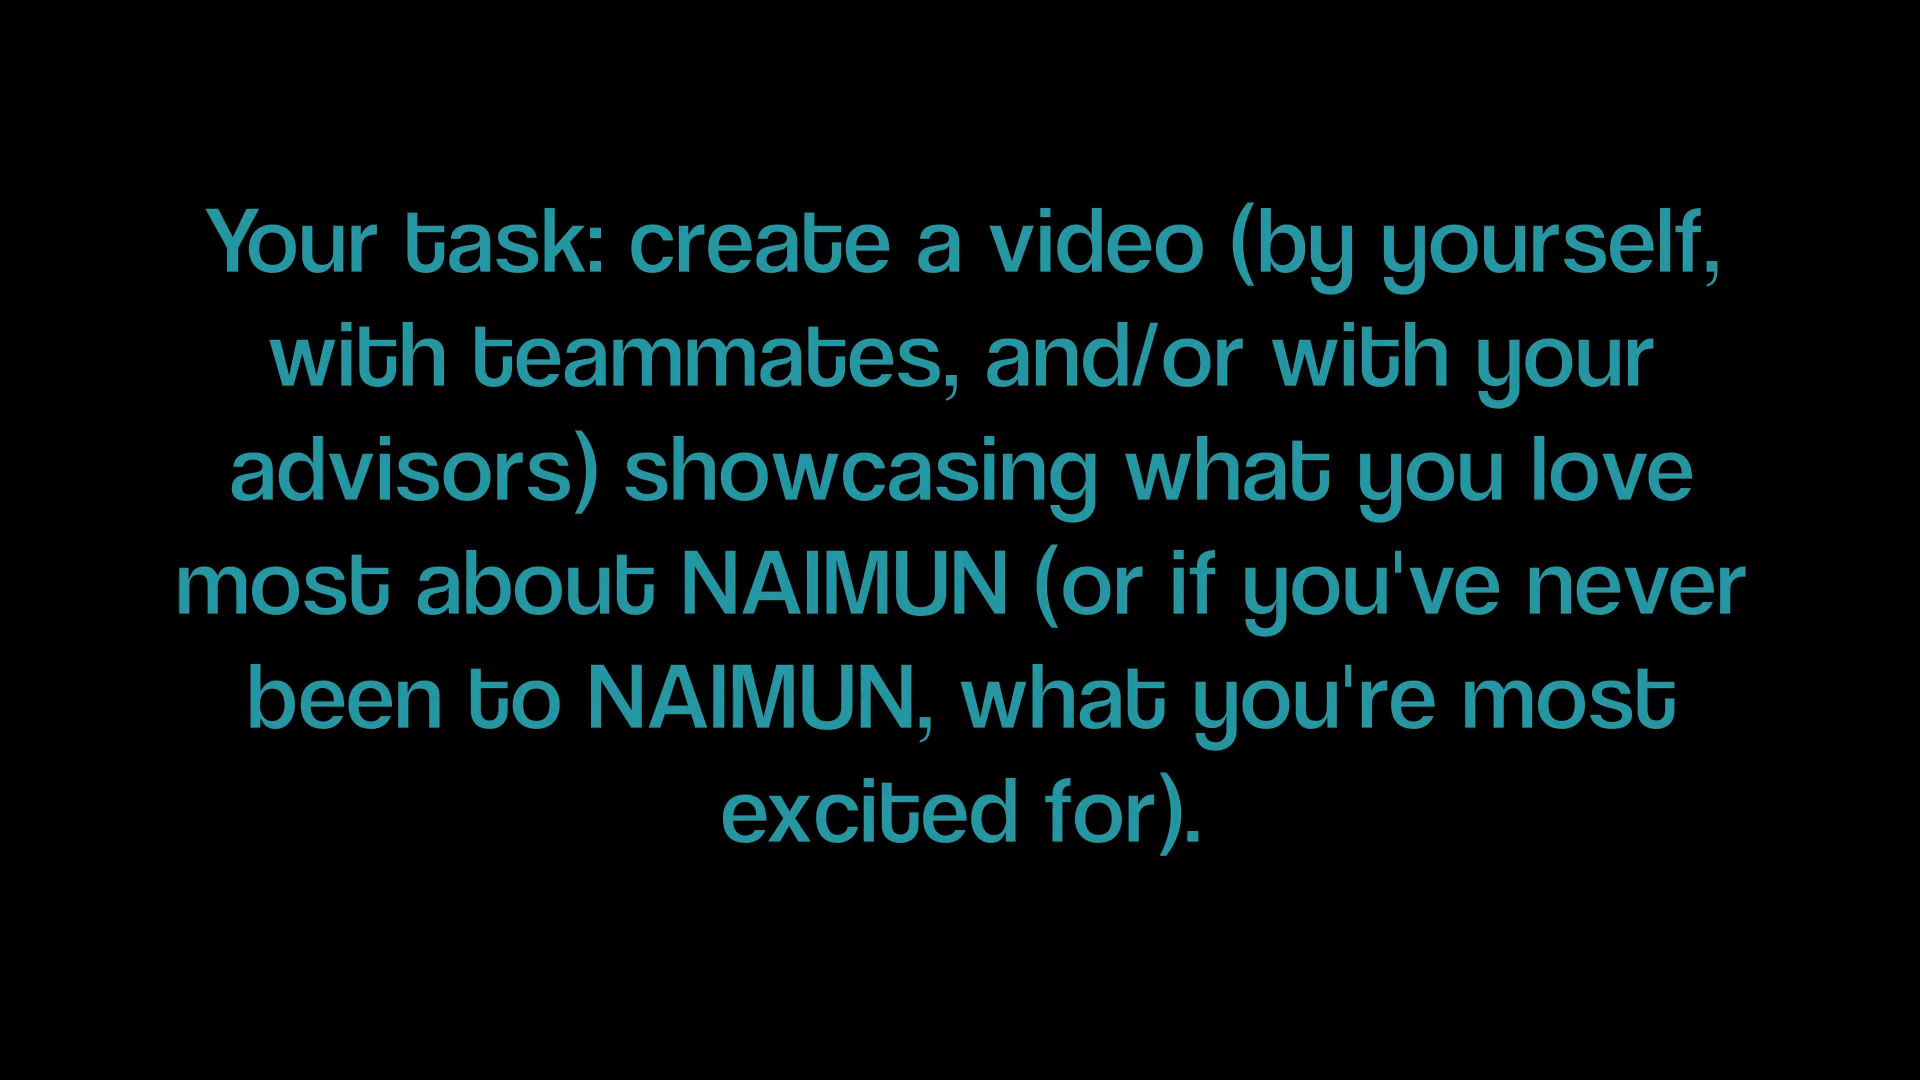 Your task: create a video (by yourself,
with teammates, and/or with your
advisors) showcasing what you love
most about NAIMUN (or if you've never
been to NAIMUN, what you're most
excited for).